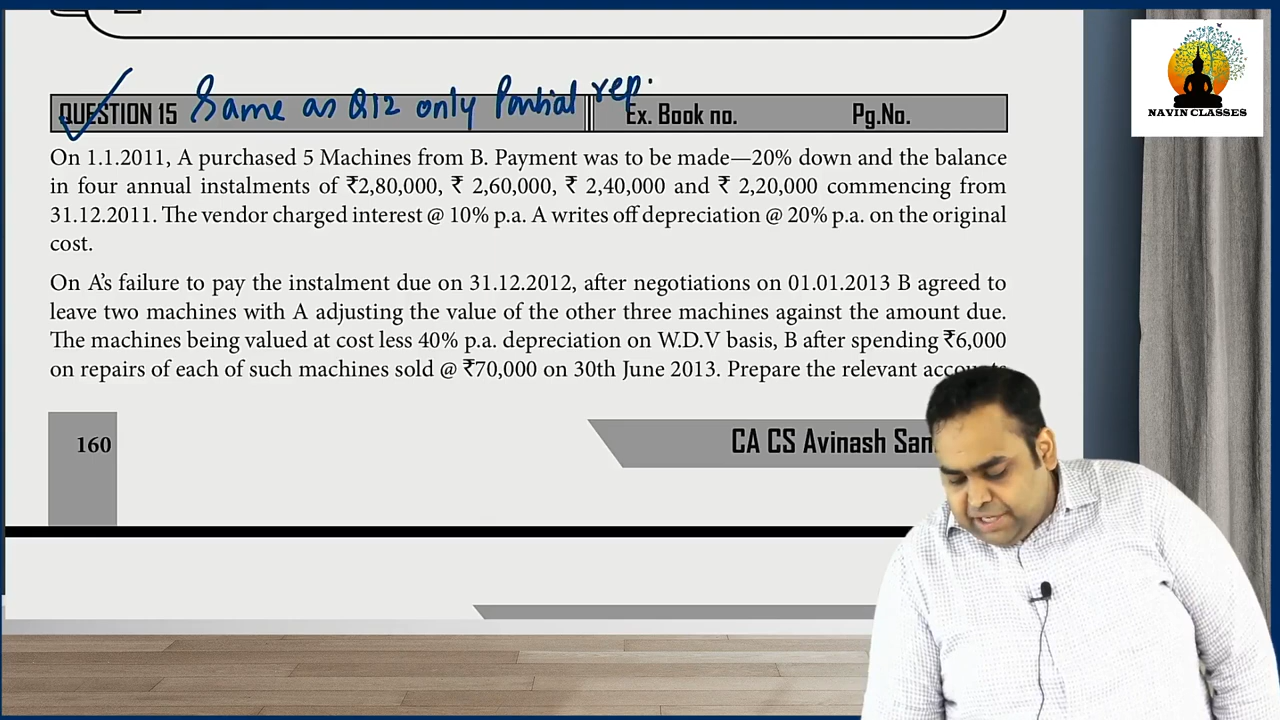 Same as Q12 only Partial rep.
QUESTION 15 Ex. Book no. Pg.No.
On 1.1.2011, A purchased 5 Machines from B. Payment was to be made—20% down and the balance
in four annual instalments of ₹2,80,000, ₹ 2,60,000, ₹ 2,40,000 and ₹ 2,20,000 commencing from
31.12.2011. The vendor charged interest @ 10% p.a. A writes off depreciation @ 20% p.a. on the original
cost.
On A's failure to pay the instalment due on 31.12.2012, after negotiations on 01.01.2013 B agreed to
leave two machines with A adjusting the value of the other three machines against the amount due.
The machines being valued at cost less 40% p.a. depreciation on W.D.V basis, B after spending ₹6,000
on repairs of each of such machines sold @ ₹70,000 on 30th June 2013. Prepare the relevant accounts
160
CA CS Avinash San
NAVIN CLASSES